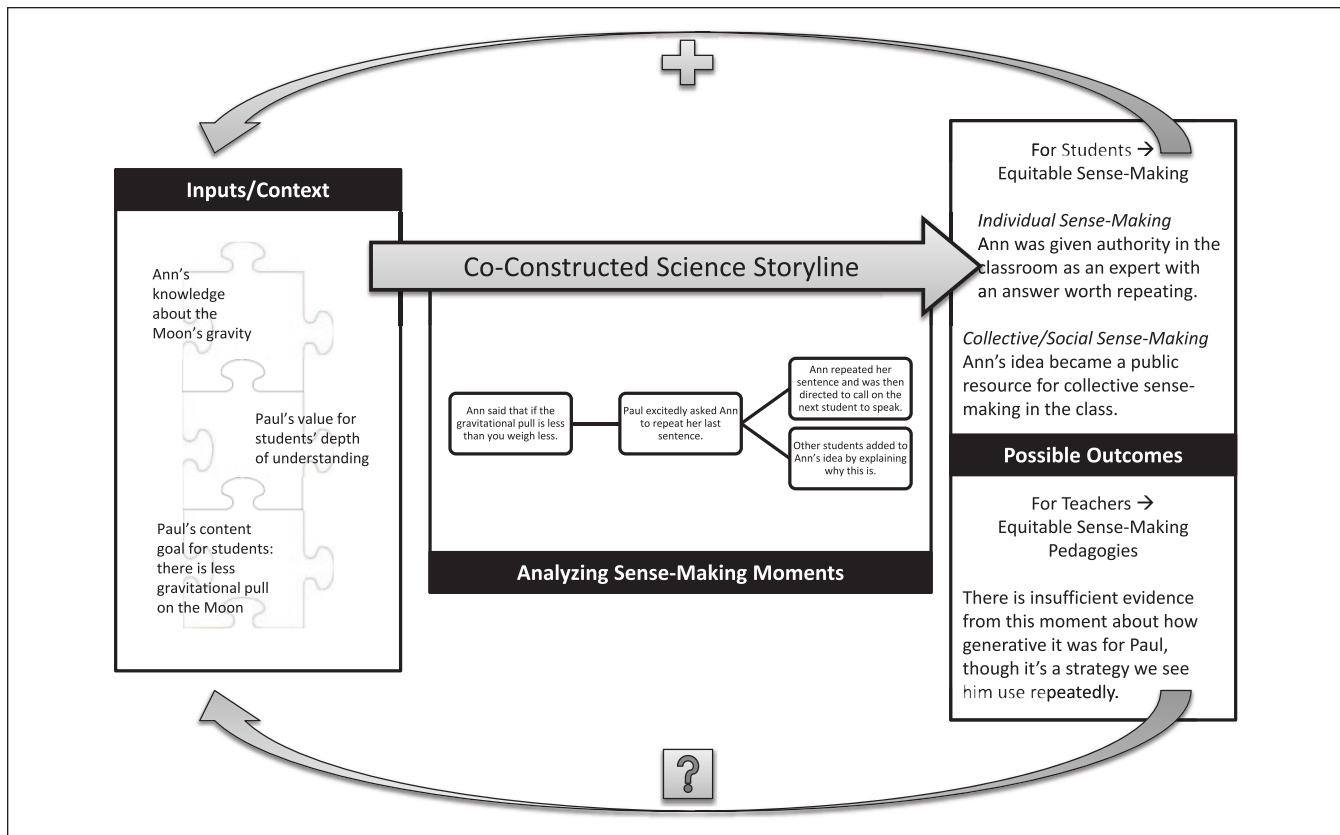 Inputs/Context
Ann's
knowledge
about the
Moon's gravity
Paul's value for
students' depth
of understanding
Paul's content
goal for students:
there is less
gravitational pull
on the Moon
Co-Constructed Science Storyline
Ann said that if the
gravitational pull is less
than you weigh less.
Paul excitedly asked Ann
to repeat her last
sentence.
Ann repeated her
sentence and was then
directed to call on the
next student to speak.
Other students added to
Ann's idea by explaining
why this is.
Analyzing Sense-Making Moments
For Students →
Equitable Sense-Making
Individual Sense-Making
Ann was given authority in the
classroom as an expert with
an answer worth repeating.
Collective/Social Sense-Making
Ann's idea became a public
resource for collective sense-
making in the class.
Possible Outcomes
For Teachers →
Equitable Sense-Making
Pedagogies
There is insufficient evidence
from this moment about how
generative it was for Paul,
though it's a strategy we see
him use repeatedly.
?